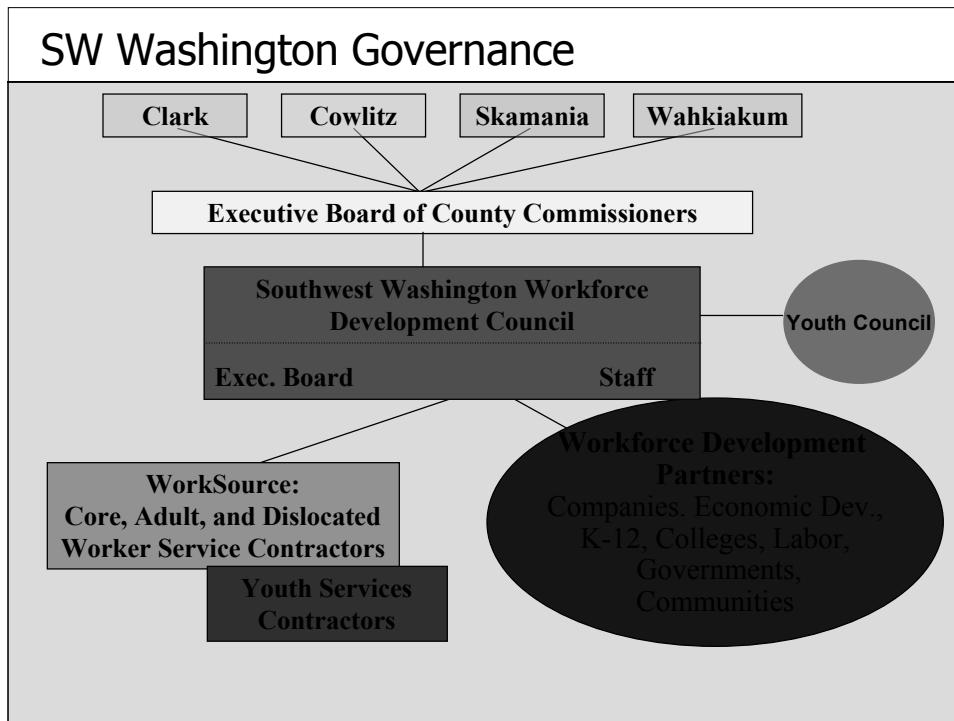 SW Washington Governance
Clark
Cowlitz
Skamania
Wahkiakum
Executive Board of County Commissioners
Southwest Washington Workforce
Development Council
Exec. Board
Staff
Youth Council
WorkSource:
Core, Adult, and Dislocated
Worker Service Contractors
Youth Services
Contractors
Workforce Development
Partners:
Companies. Economic Dev.,
K-12, Colleges, Labor,
Governments,
Communities